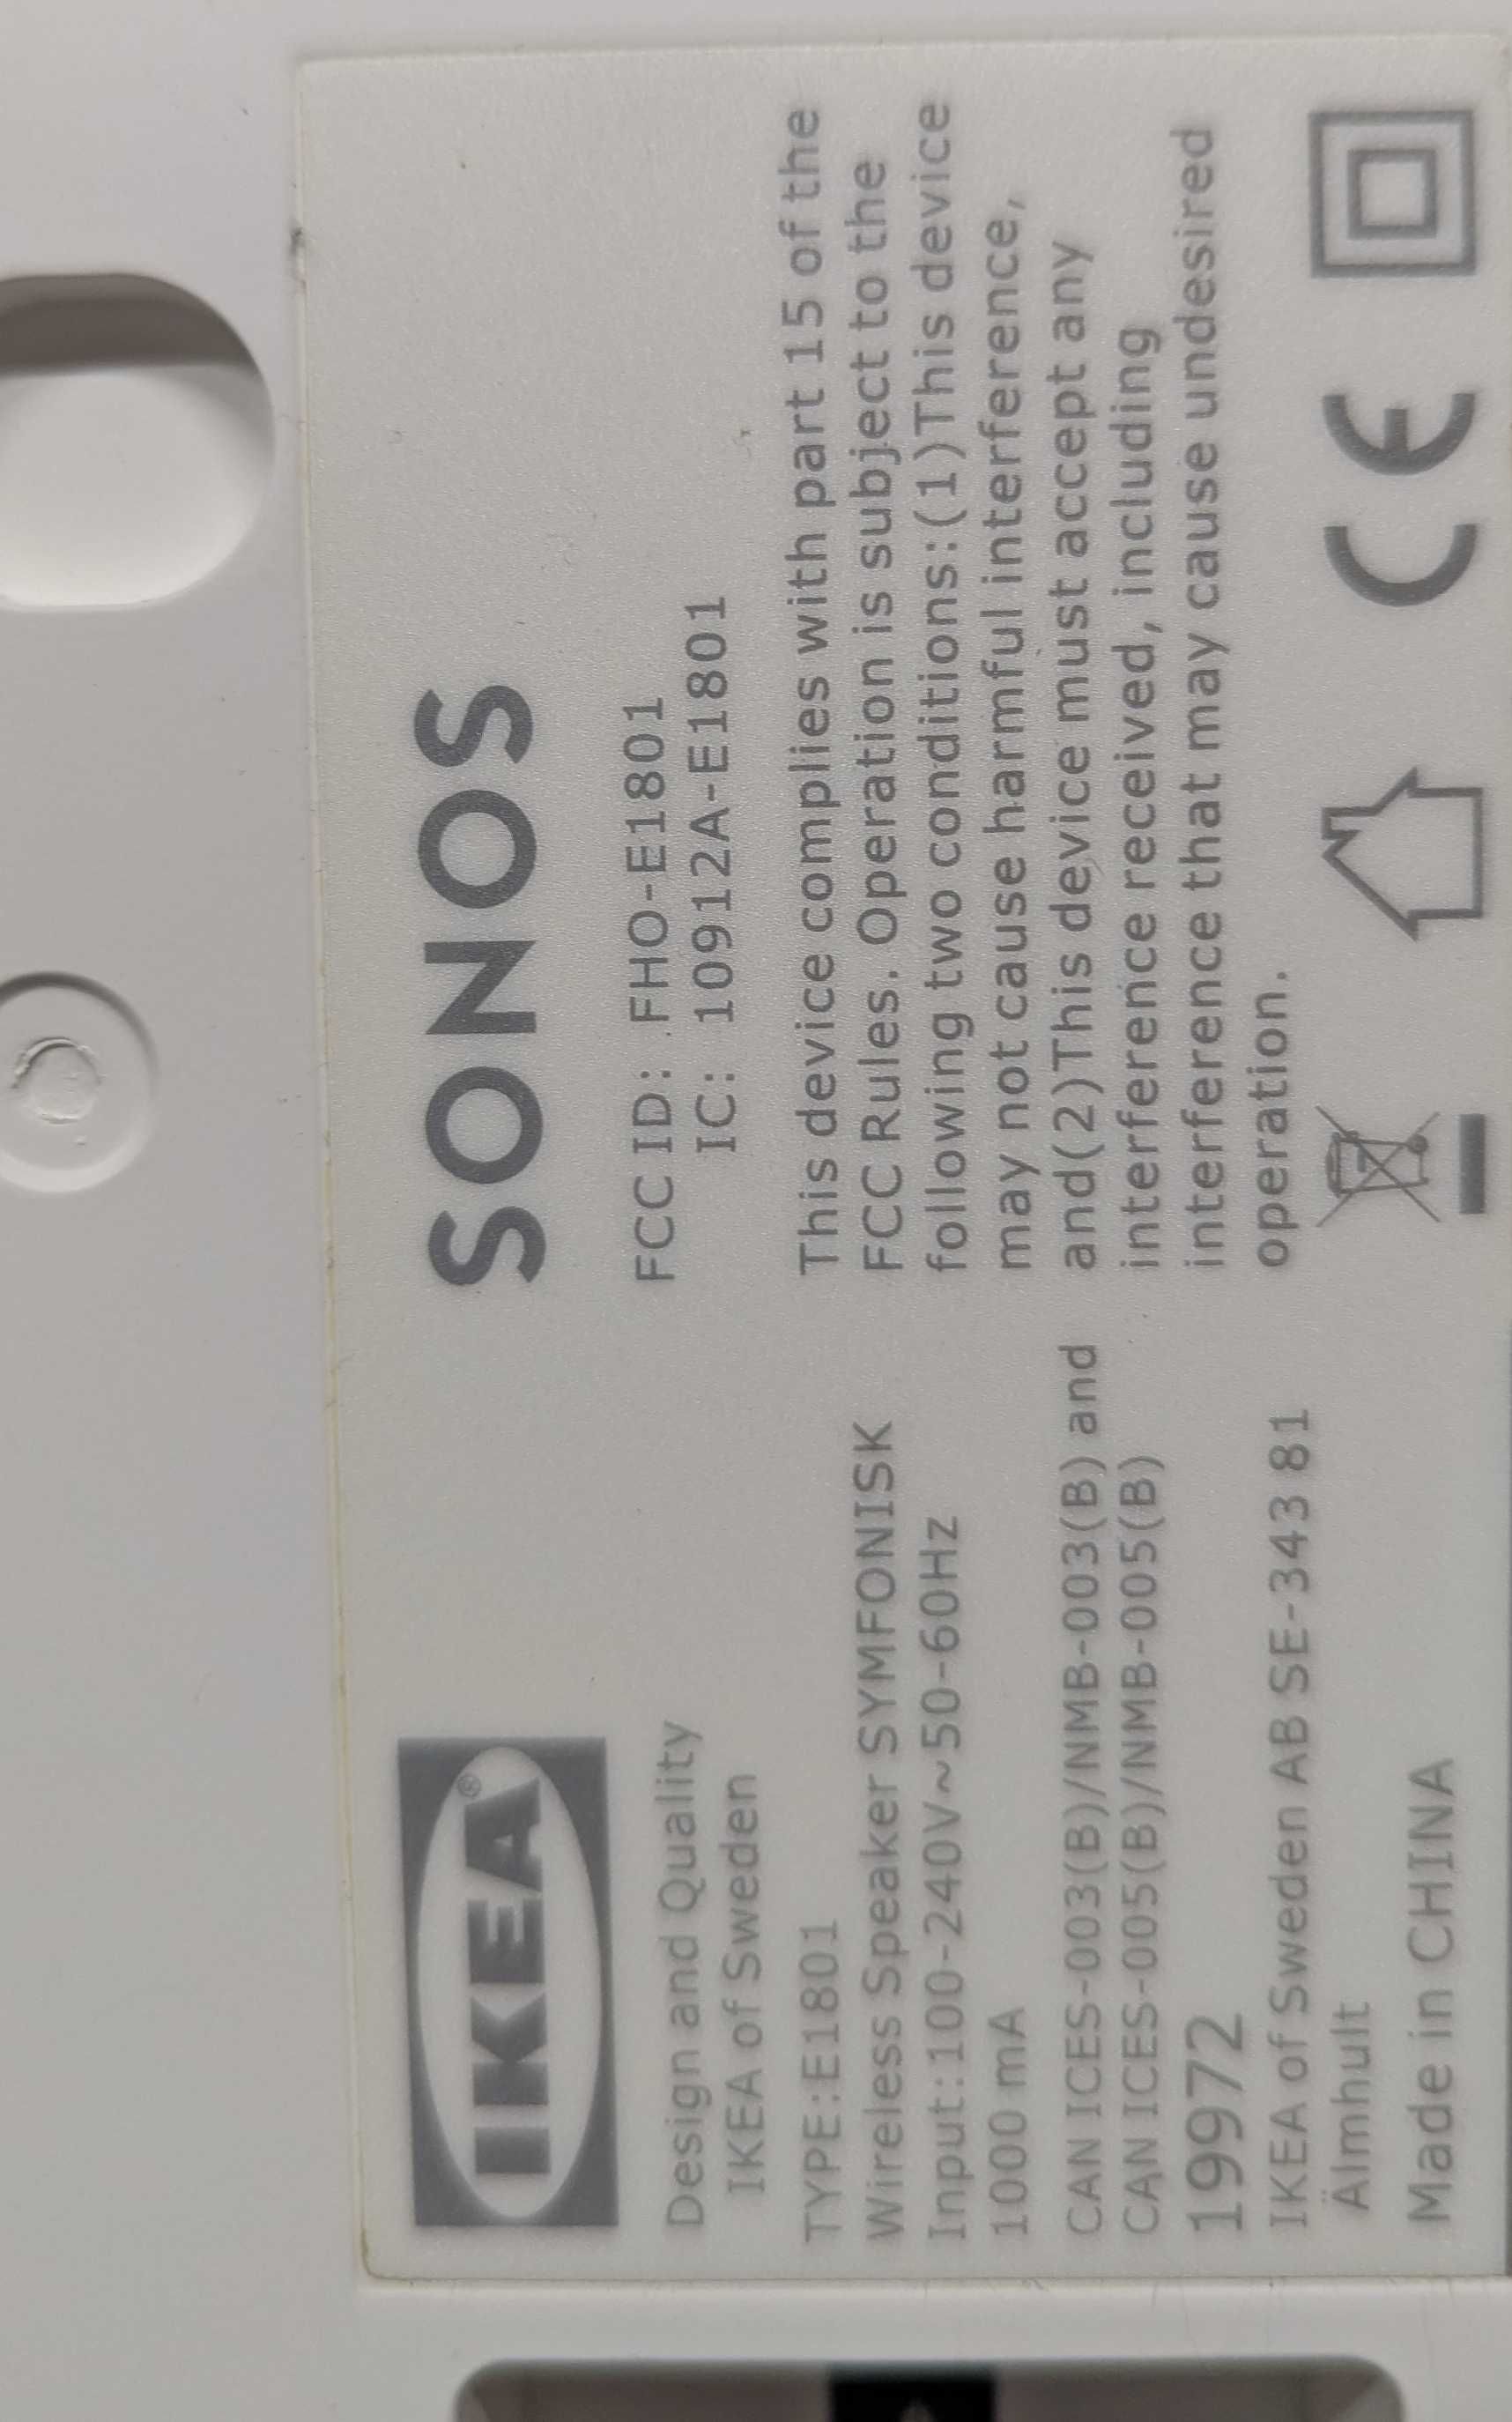 IKEA®
Design and Quality
IKEA of Sweden
TYPE:E1801
Wireless Speaker SYMFONISK
Input:100-240V~50-60Hz
1000 mA
CAN ICES-003(B)/NMB-003(B) and
CAN ICES-005(B)/NMB-005(B)
19972
IKEA of Sweden AB SE-343 81
Älmhult
Made in CHINA
SONOS
FCC ID: FHO-E1801
IC: 10912A-E1801
This device complies with part 15 of the
FCC Rules. Operation is subject to the
following two conditions:(1)This device
may not cause harmful interference,
and(2)This device must accept any
interference received, including
interference that may cause undesired
operation.
CE